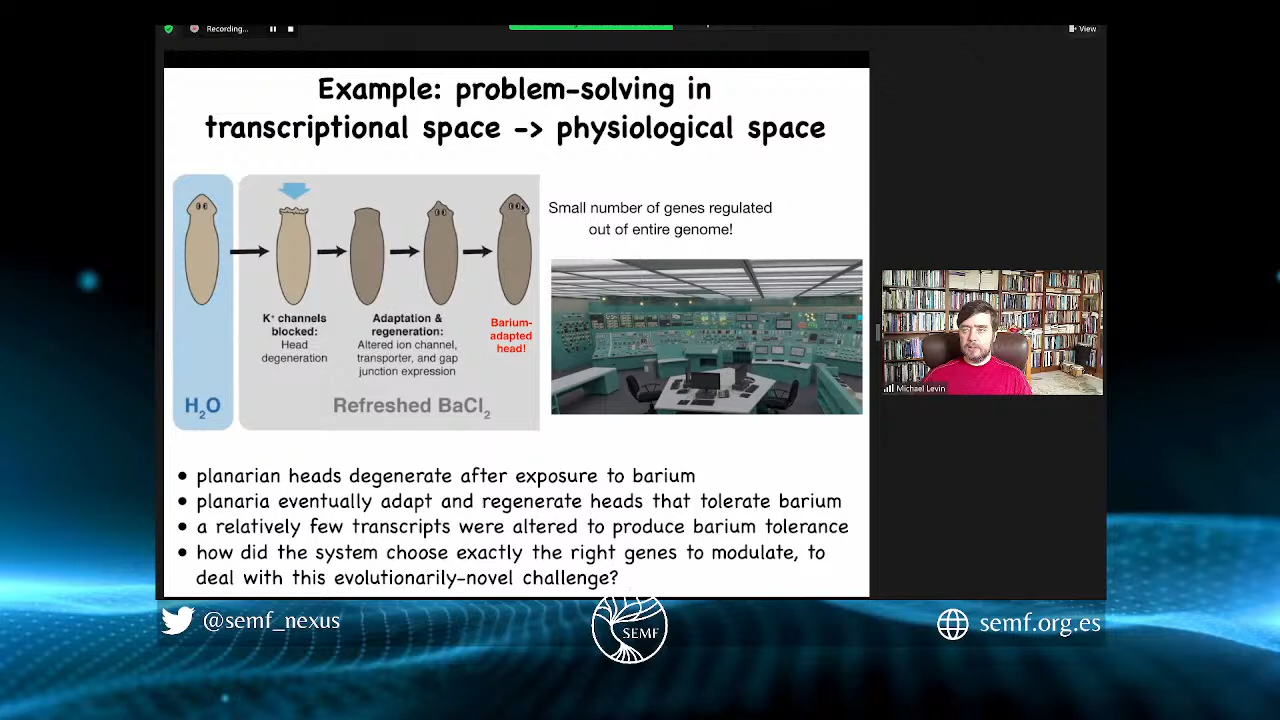 Recording...
View
Example: problem-solving in
transcriptional space -> physiological space
K+ channels
blocked:
Head
degeneration
Adaptation &
regeneration:
Altered ion channel,
transporter, and gap
junction expression
Barium-
adapted
head!
H2O
Refreshed BaCl2
Small number of genes regulated
out of entire genome!
Michael Levin
• planarian heads degenerate after exposure to barium
• planaria eventually adapt and regenerate heads that tolerate barium
• a relatively few transcripts were altered to produce barium tolerance
• how did the system choose exactly the right genes to modulate, to
deal with this evolutionarily-novel challenge?
@semf_nexus
SEMF
semf.org.es